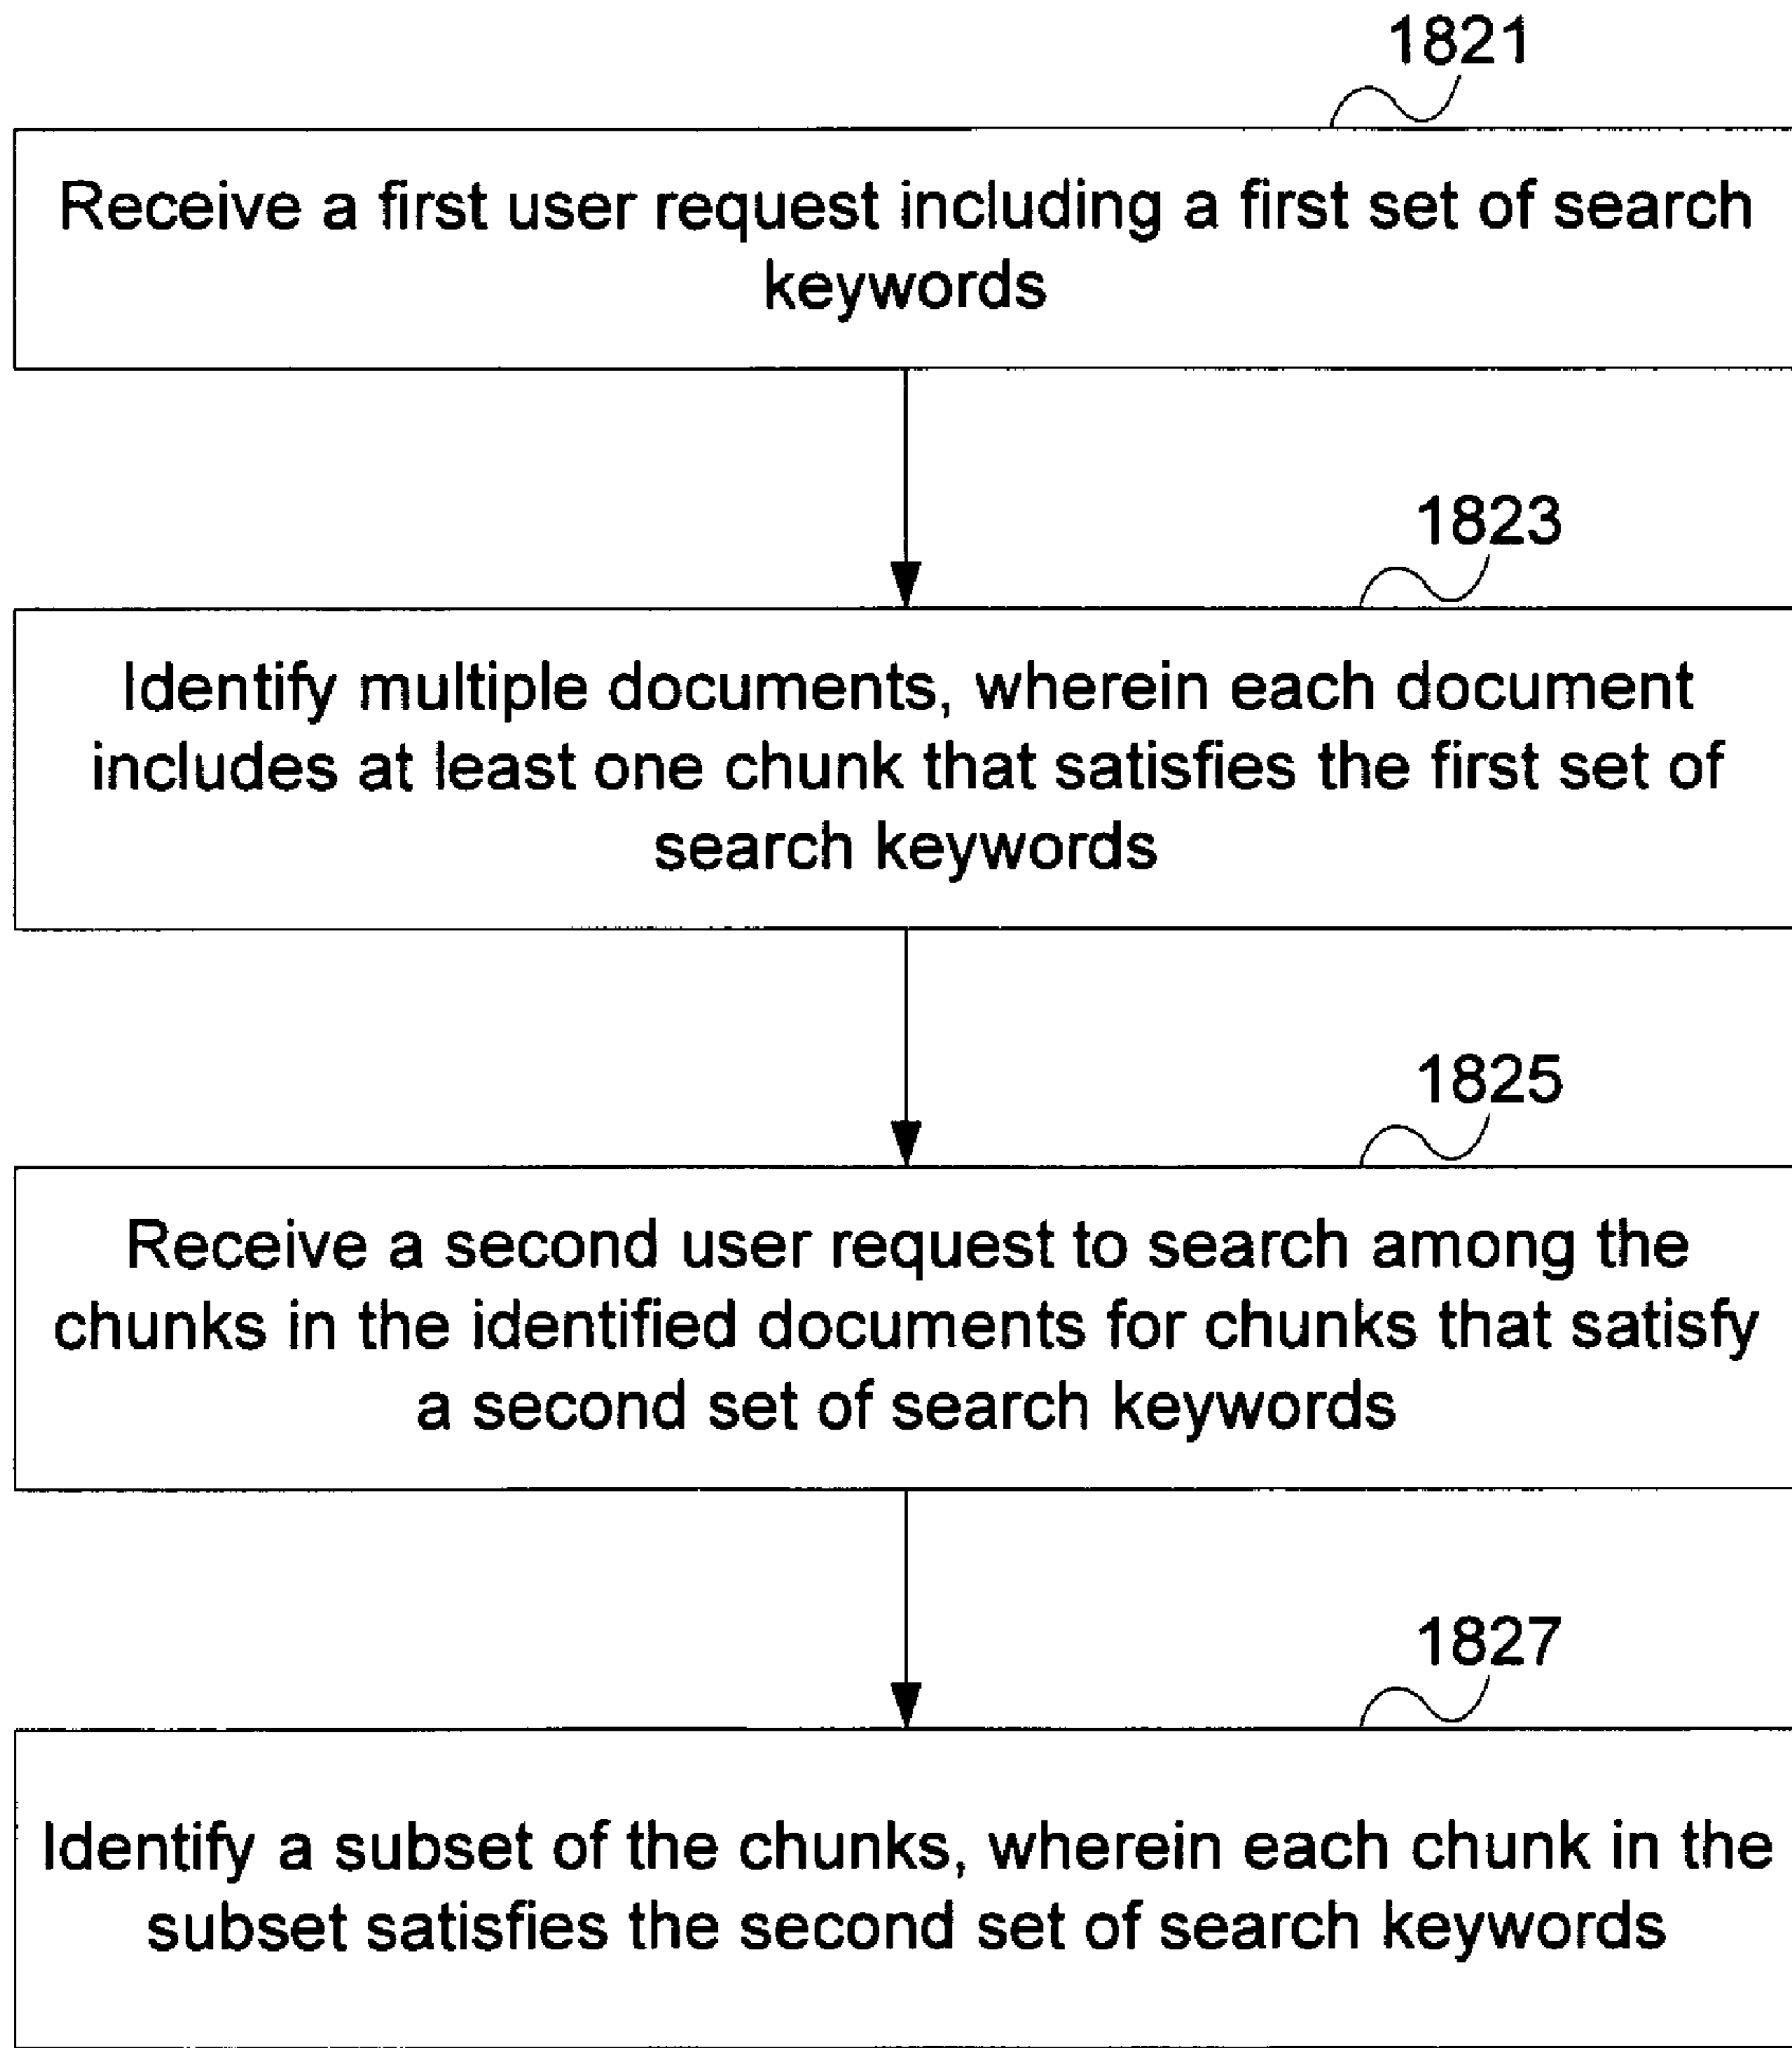 1821
Receive a first user request including a first set of search
keywords
1823
Identify multiple documents, wherein each document
includes at least one chunk that satisfies the first set of
search keywords
1825
Receive a second user request to search among the
chunks in the identified documents for chunks that satisfy
a second set of search keywords
1827
Identify a subset of the chunks, wherein each chunk in the
subset satisfies the second set of search keywords